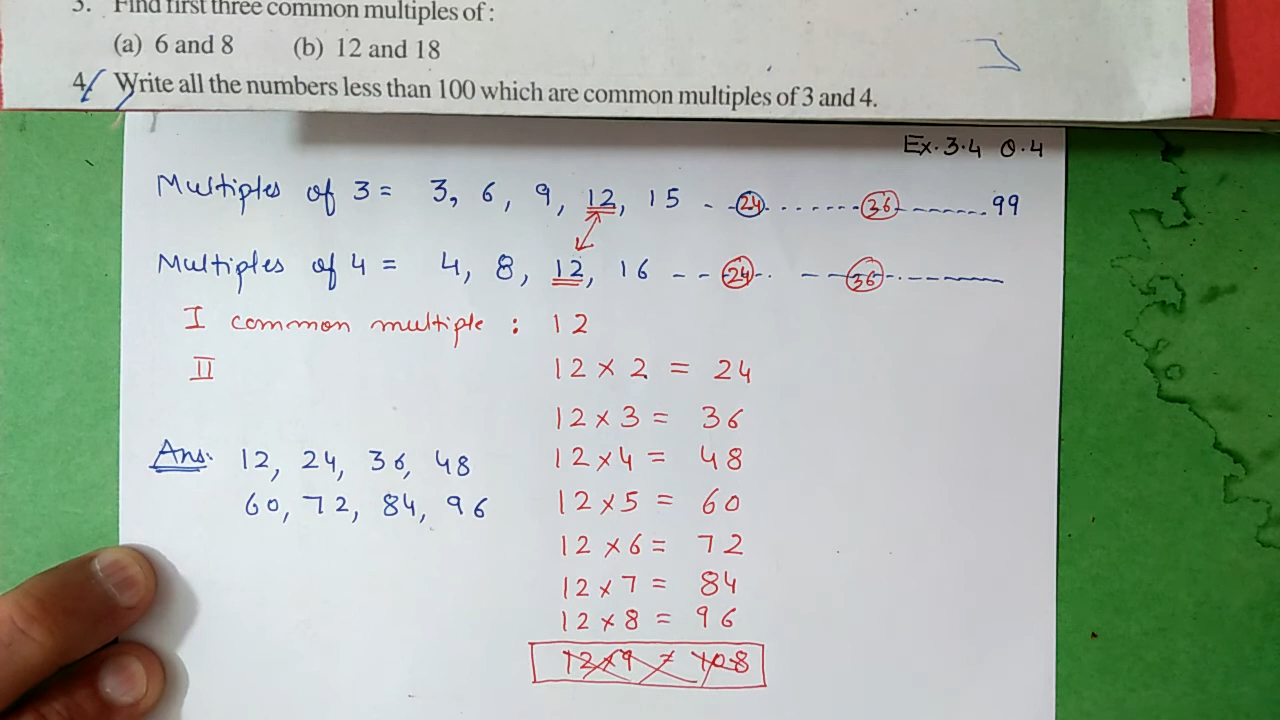 3. Find first three common multiples of :
(a) 6 and 8 (b) 12 and 18
4. Write all the numbers less than 100 which are common multiples of 3 and 4.
Ex. 3.4 Q.4
Multiples of 3 = 3, 6, 9, 12, 15 - - 24 ........ 36 ------- 99
Multiples of 4 = 4, 8, 12, 16 - - 24 - - - - 36 - - - - - - -
I common multiple : 12
II 12 × 2 = 24
12 × 3 = 36
12 × 4 = 48
12 × 5 = 60
12 × 6 = 72
12 × 7 = 84
12 × 8 = 96
12 × 9 = 108
Ans. 12, 24, 36, 48
60, 72, 84, 96